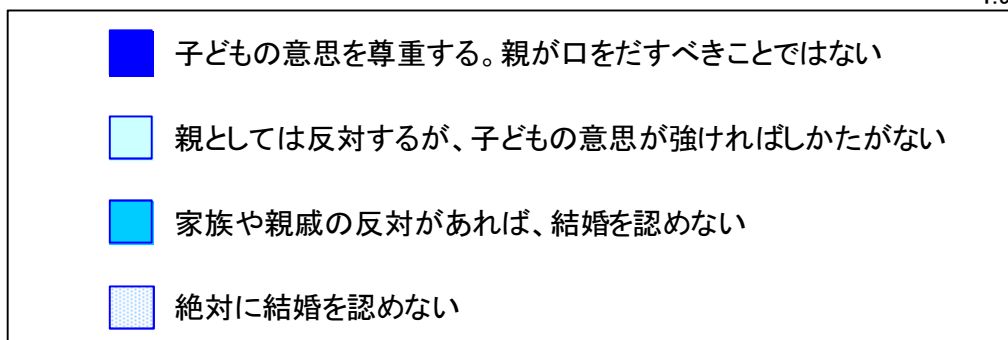 子どもの意思を尊重する。親が口をだすべきことではない
親としては反対するが、子どもの意思が強ければしかたがない
家族や親戚の反対があれば、結婚を認めない
絶対に結婚を認めない